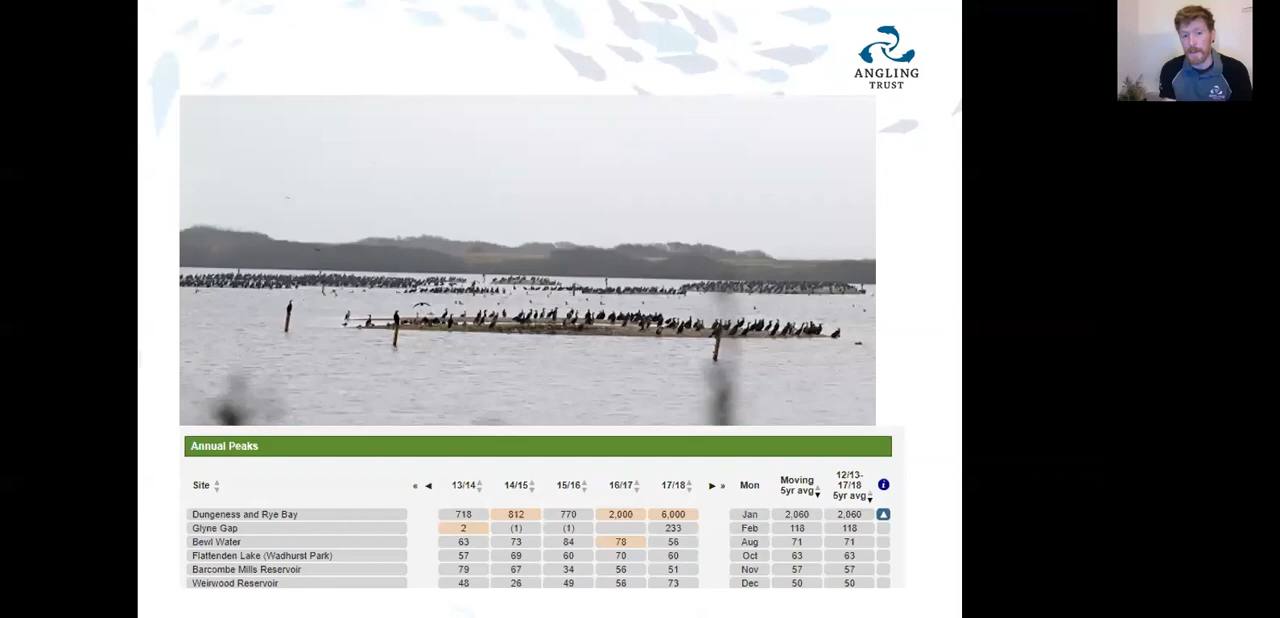 ANGLING
TRUST
Annual Peaks
Site « ◄ 13/14 14/15 15/16 16/17 17/18 ► » Mon Moving 5yr avg 12/13-17/18 5yr avg i
Dungeness and Rye Bay 718 812 770 2,000 6,000 Jan 2,060 2,060
Glyne Gap 2 (1) (1) 233 Feb 118 118
Bewl Water 63 73 84 78 56 Aug 71 71
Flattenden Lake (Wadhurst Park) 57 69 60 70 60 Oct 63 63
Barcombe Mills Reservoir 79 67 34 56 51 Nov 57 57
Weirwood Reservoir 48 26 49 56 73 Dec 50 50